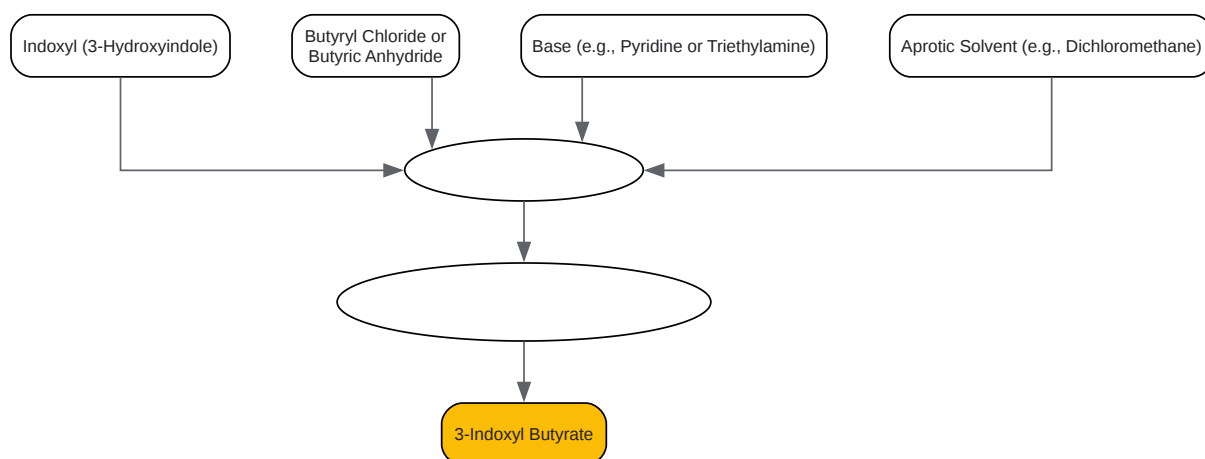 Indoxyl (3-Hydroxyindole)
Butyryl Chloride or
Butyric Anhydride
Base (e.g., Pyridine or Triethylamine)
Aprotic Solvent (e.g., Dichloromethane)
3-Indoxyl Butyrate